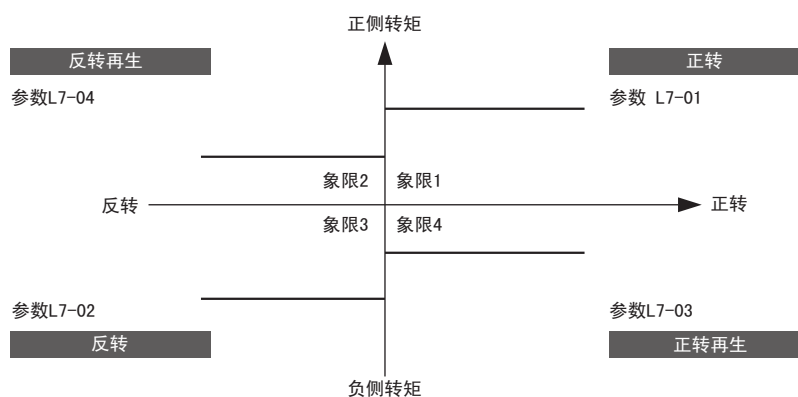 正侧转矩
反转再生
正转
参数L7-04
参数 L7-01
象限2
象限1
反转
正转
象限3
象限4
参数L7-02
参数L7-03
反转
正转再生
负侧转矩